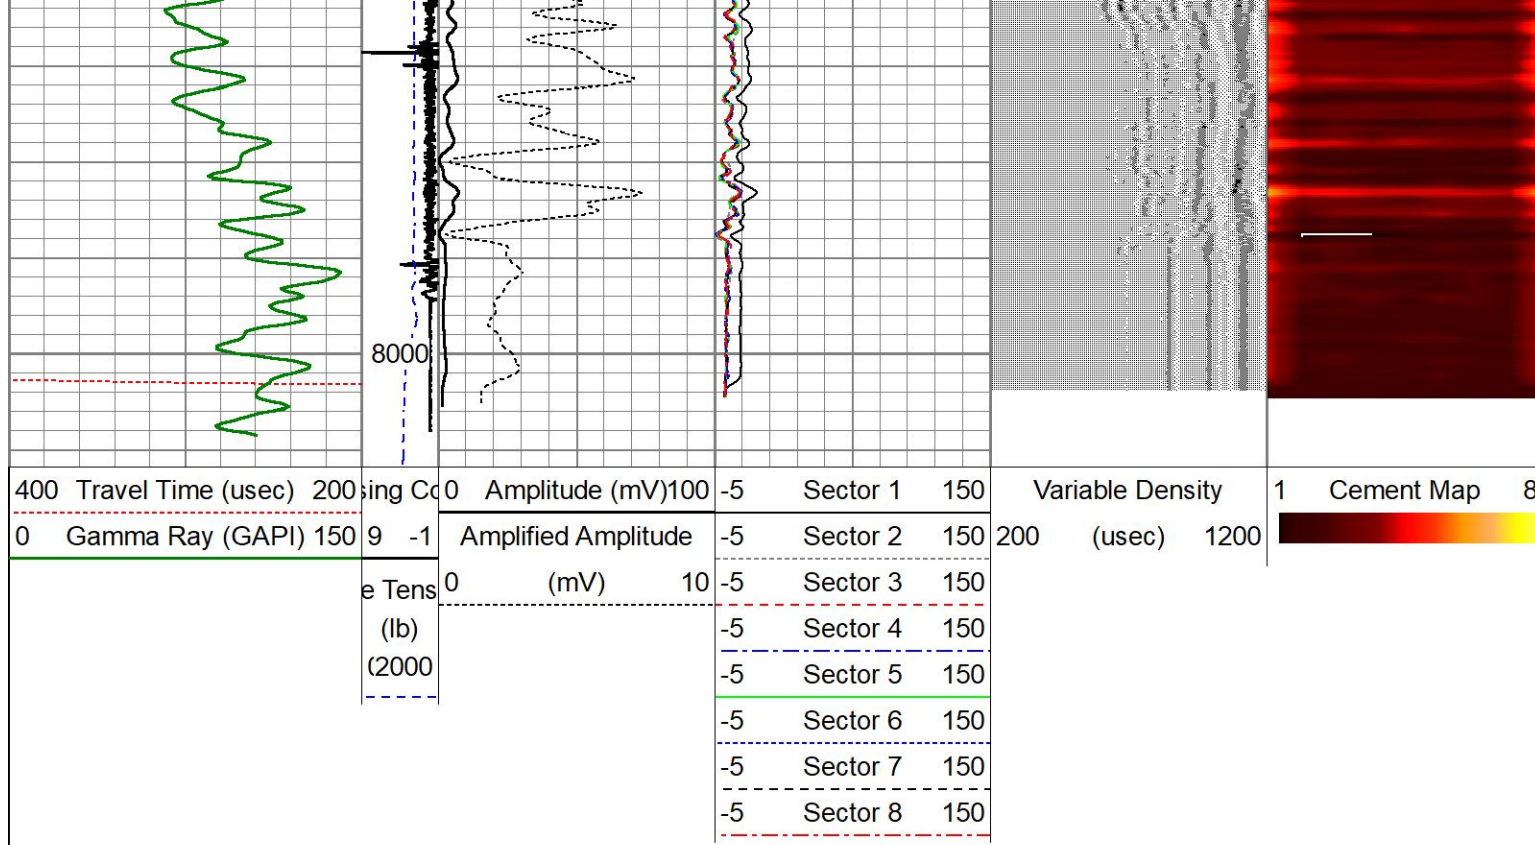 8000
400 Travel Time (usec) 200
0 Gamma Ray (GAPI) 150
9 -1
e Tens
(lb)
2000
0 Amplitude (mV)100
Amplified Amplitude
0 (mV) 10
-5 Sector 1 150
-5 Sector 2 150
-5 Sector 3 150
-5 Sector 4 150
-5 Sector 5 150
-5 Sector 6 150
-5 Sector 7 150
-5 Sector 8 150
Variable Density
200 (usec) 1200
1 Cement Map 8